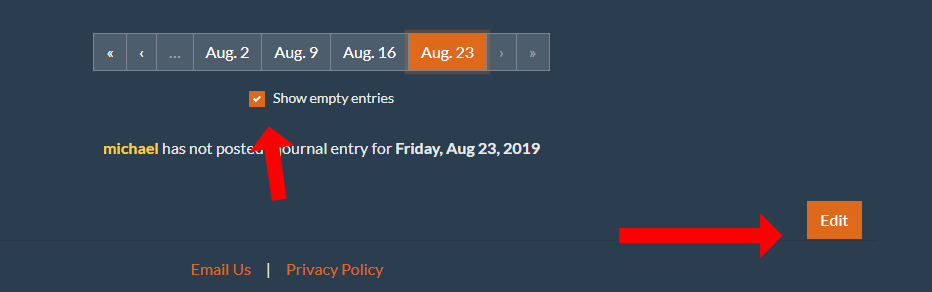 « ‹ ... Aug. 2 Aug. 9 Aug. 16 Aug. 23 › »
Show empty entries
michael has not posted journal entry for Friday, Aug 23, 2019
Edit
Email Us | Privacy Policy